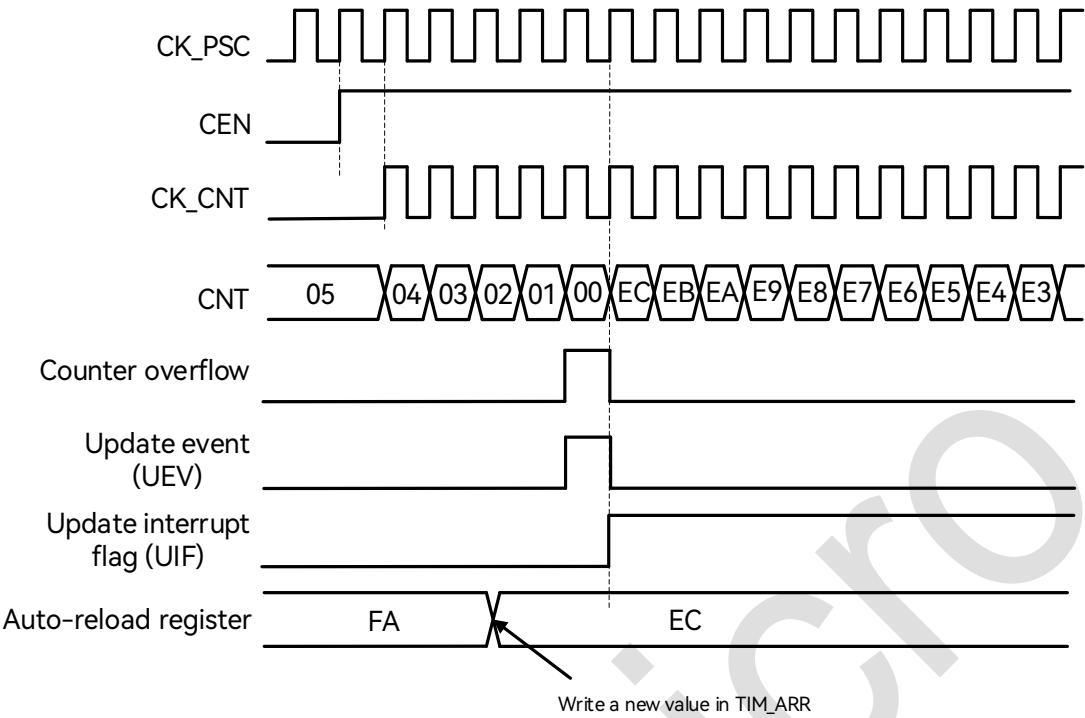 CK_PSC
CEN
CK_CNT
CNT 05 04 03 02 01 00 EC EB EA E9 E8 E7 E6 E5 E4 E3
Counter overflow
Update event
(UEV)
Update interrupt
flag (UIF)
Auto-reload register FA EC
Write a new value in TIM_ARR
icro